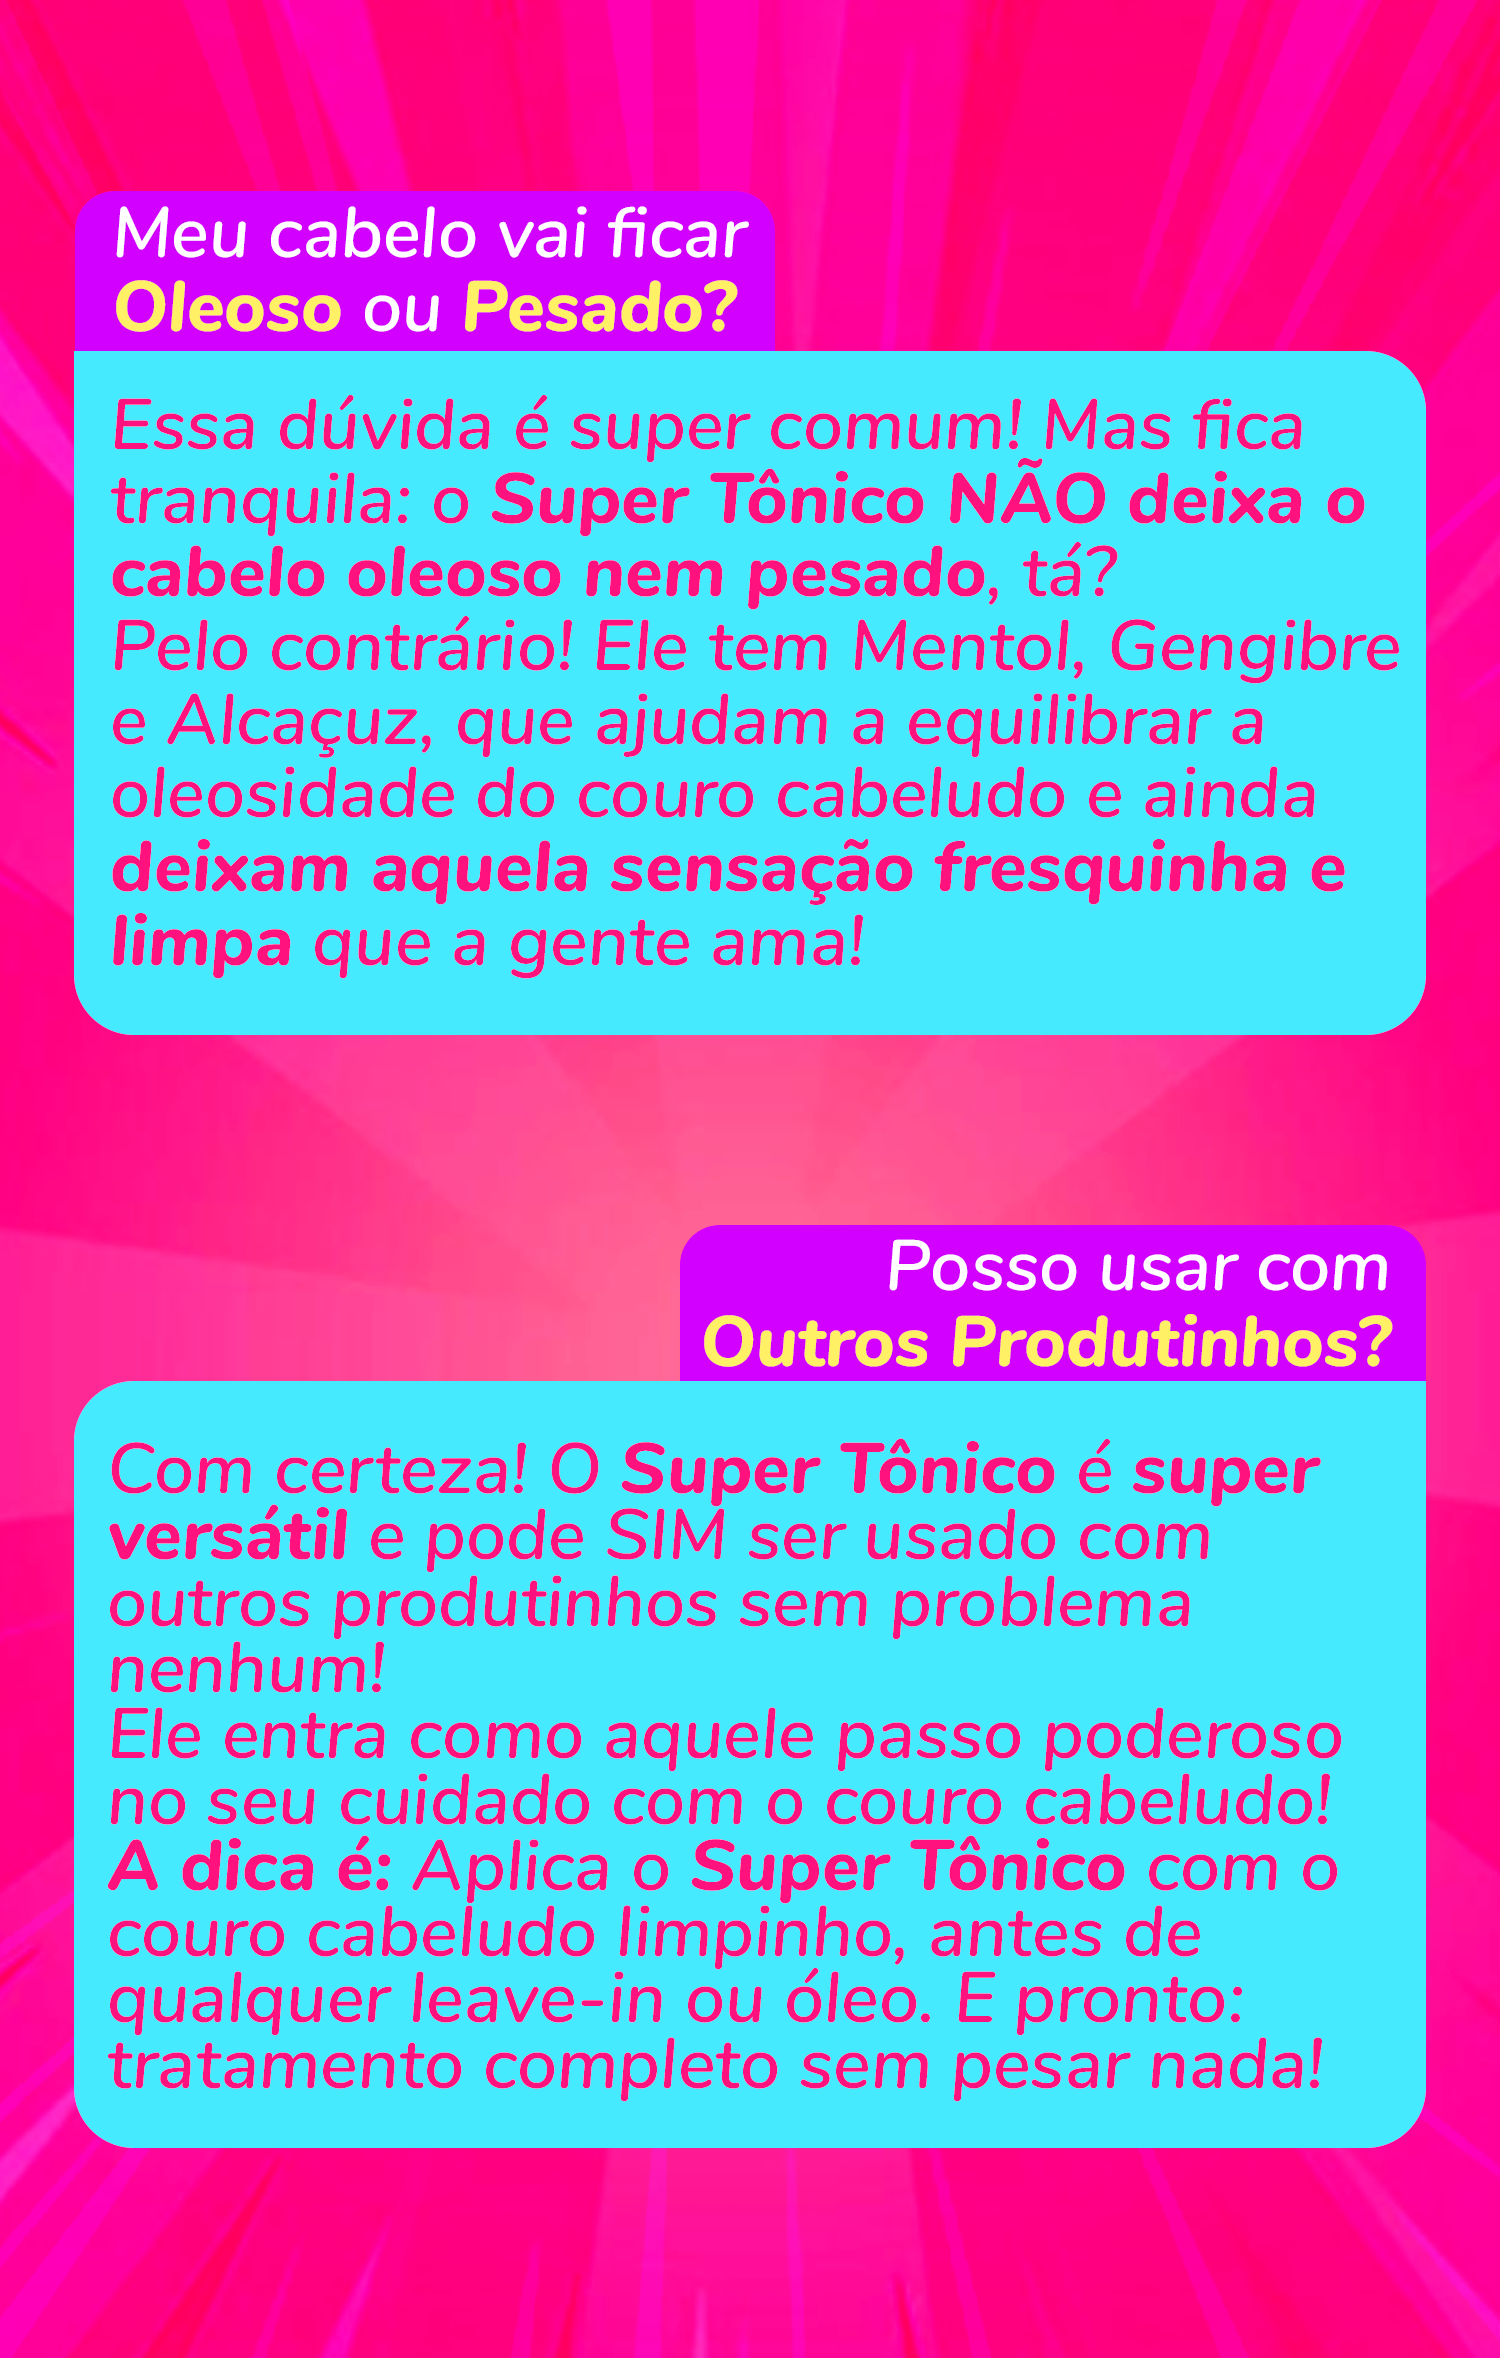 Meu cabelo vai ficar
Oleoso ou Pesado?
Essa dúvida é super comum! Mas fica
tranquila: o Super Tônico NÃO deixa o
cabelo oleoso nem pesado, tá?
Pelo contrário! Ele tem Mentol, Gengibre
e Alcaçuz, que ajudam a equilibrar a
oleosidade do couro cabeludo e ainda
deixam aquela sensação fresquinha e
limpa que a gente ama!
Posso usar com
Outros Produtinhos?
Com certeza! O Super Tônico é super
versátil e pode SIM ser usado com
outros produtinhos sem problema
nenhum!
Ele entra como aquele passo poderoso
no seu cuidado com o couro cabeludo!
A dica é: Aplica o Super Tônico com o
couro cabeludo limpinho, antes de
qualquer leave-in ou óleo. E pronto:
tratamento completo sem pesar nada!